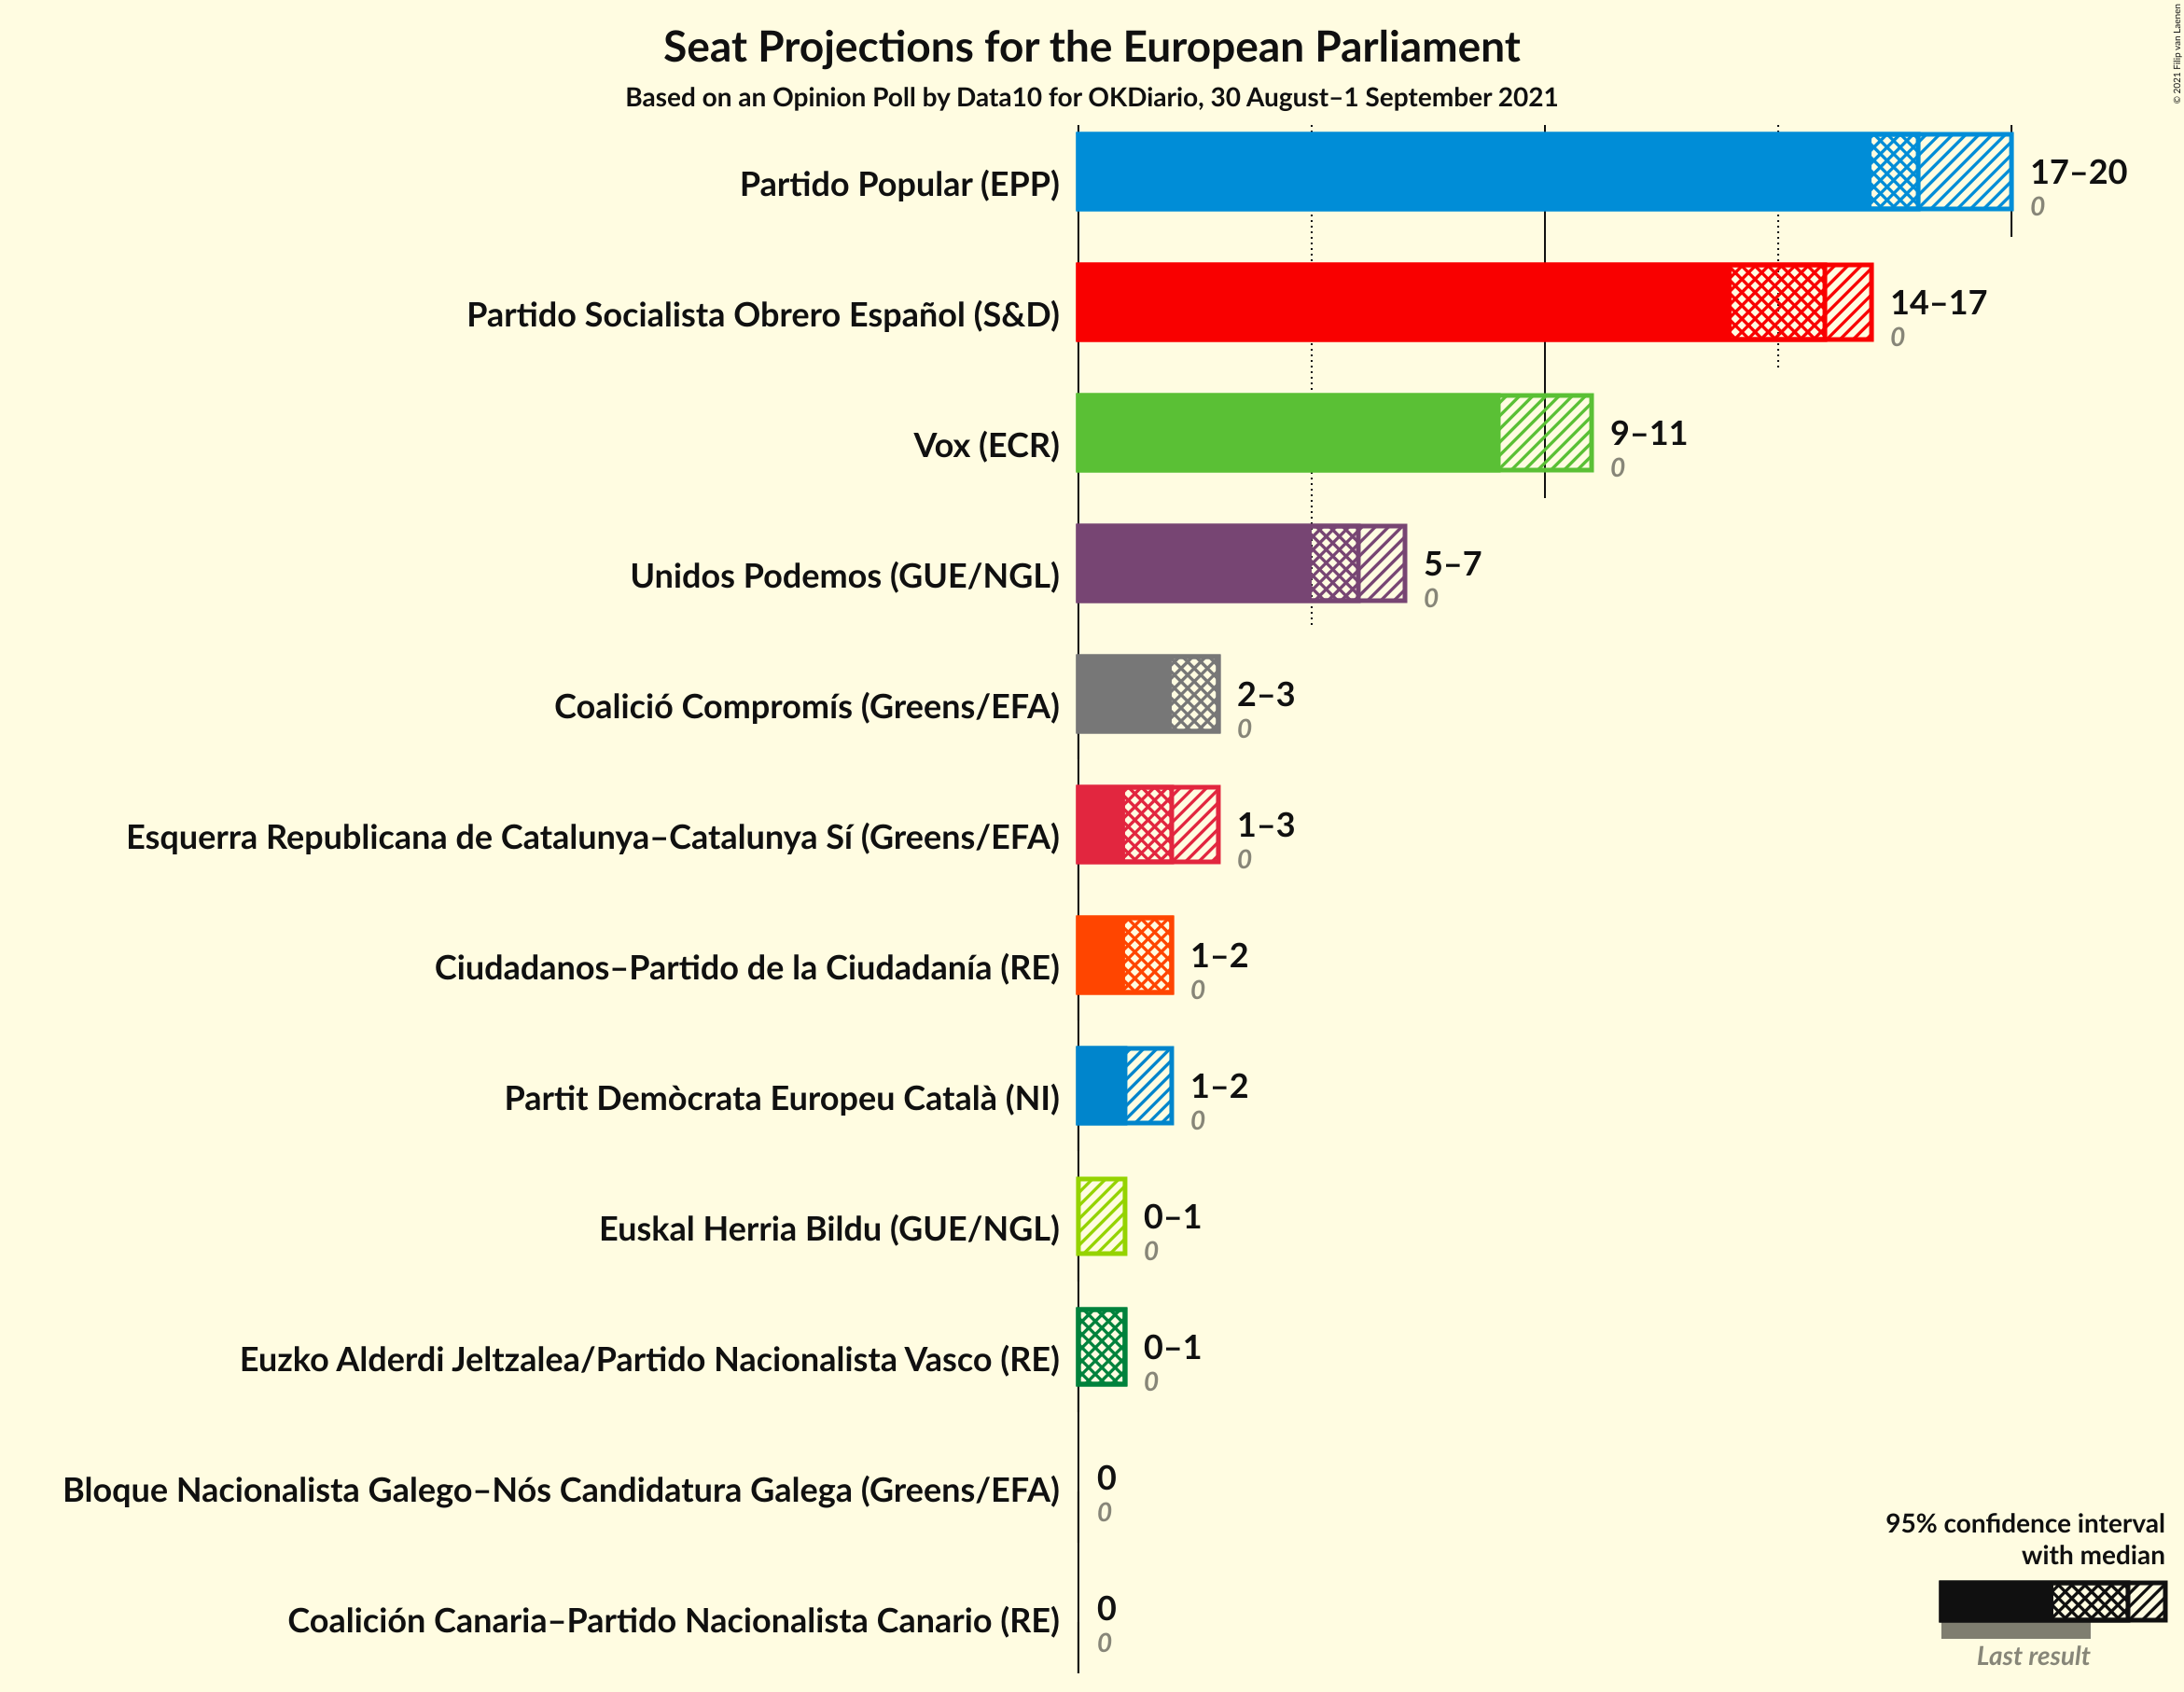 Seat Projections for the European Parliament
Based on an Opinion Poll by Data10 for OKDiario, 30 August–1 September 2021
© 2021 Filip van Laenen
Partido Popular (EPP)
17–20
0
Partido Socialista Obrero Español (S&D)
14–17
0
Vox (ECR)
9–11
0
Unidos Podemos (GUE/NGL)
5–7
0
Coalició Compromís (Greens/EFA)
2–3
0
Esquerra Republicana de Catalunya–Catalunya Sí (Greens/EFA)
1–3
0
Ciudadanos–Partido de la Ciudadanía (RE)
1–2
0
Partit Demòcrata Europeu Català (NI)
1–2
0
Euskal Herria Bildu (GUE/NGL)
0–1
0
Euzko Alderdi Jeltzalea/Partido Nacionalista Vasco (RE)
0–1
0
Bloque Nacionalista Galego–Nós Candidatura Galega (Greens/EFA)
0
0
Coalición Canaria–Partido Nacionalista Canario (RE)
0
0
95% confidence interval
with median
Last result